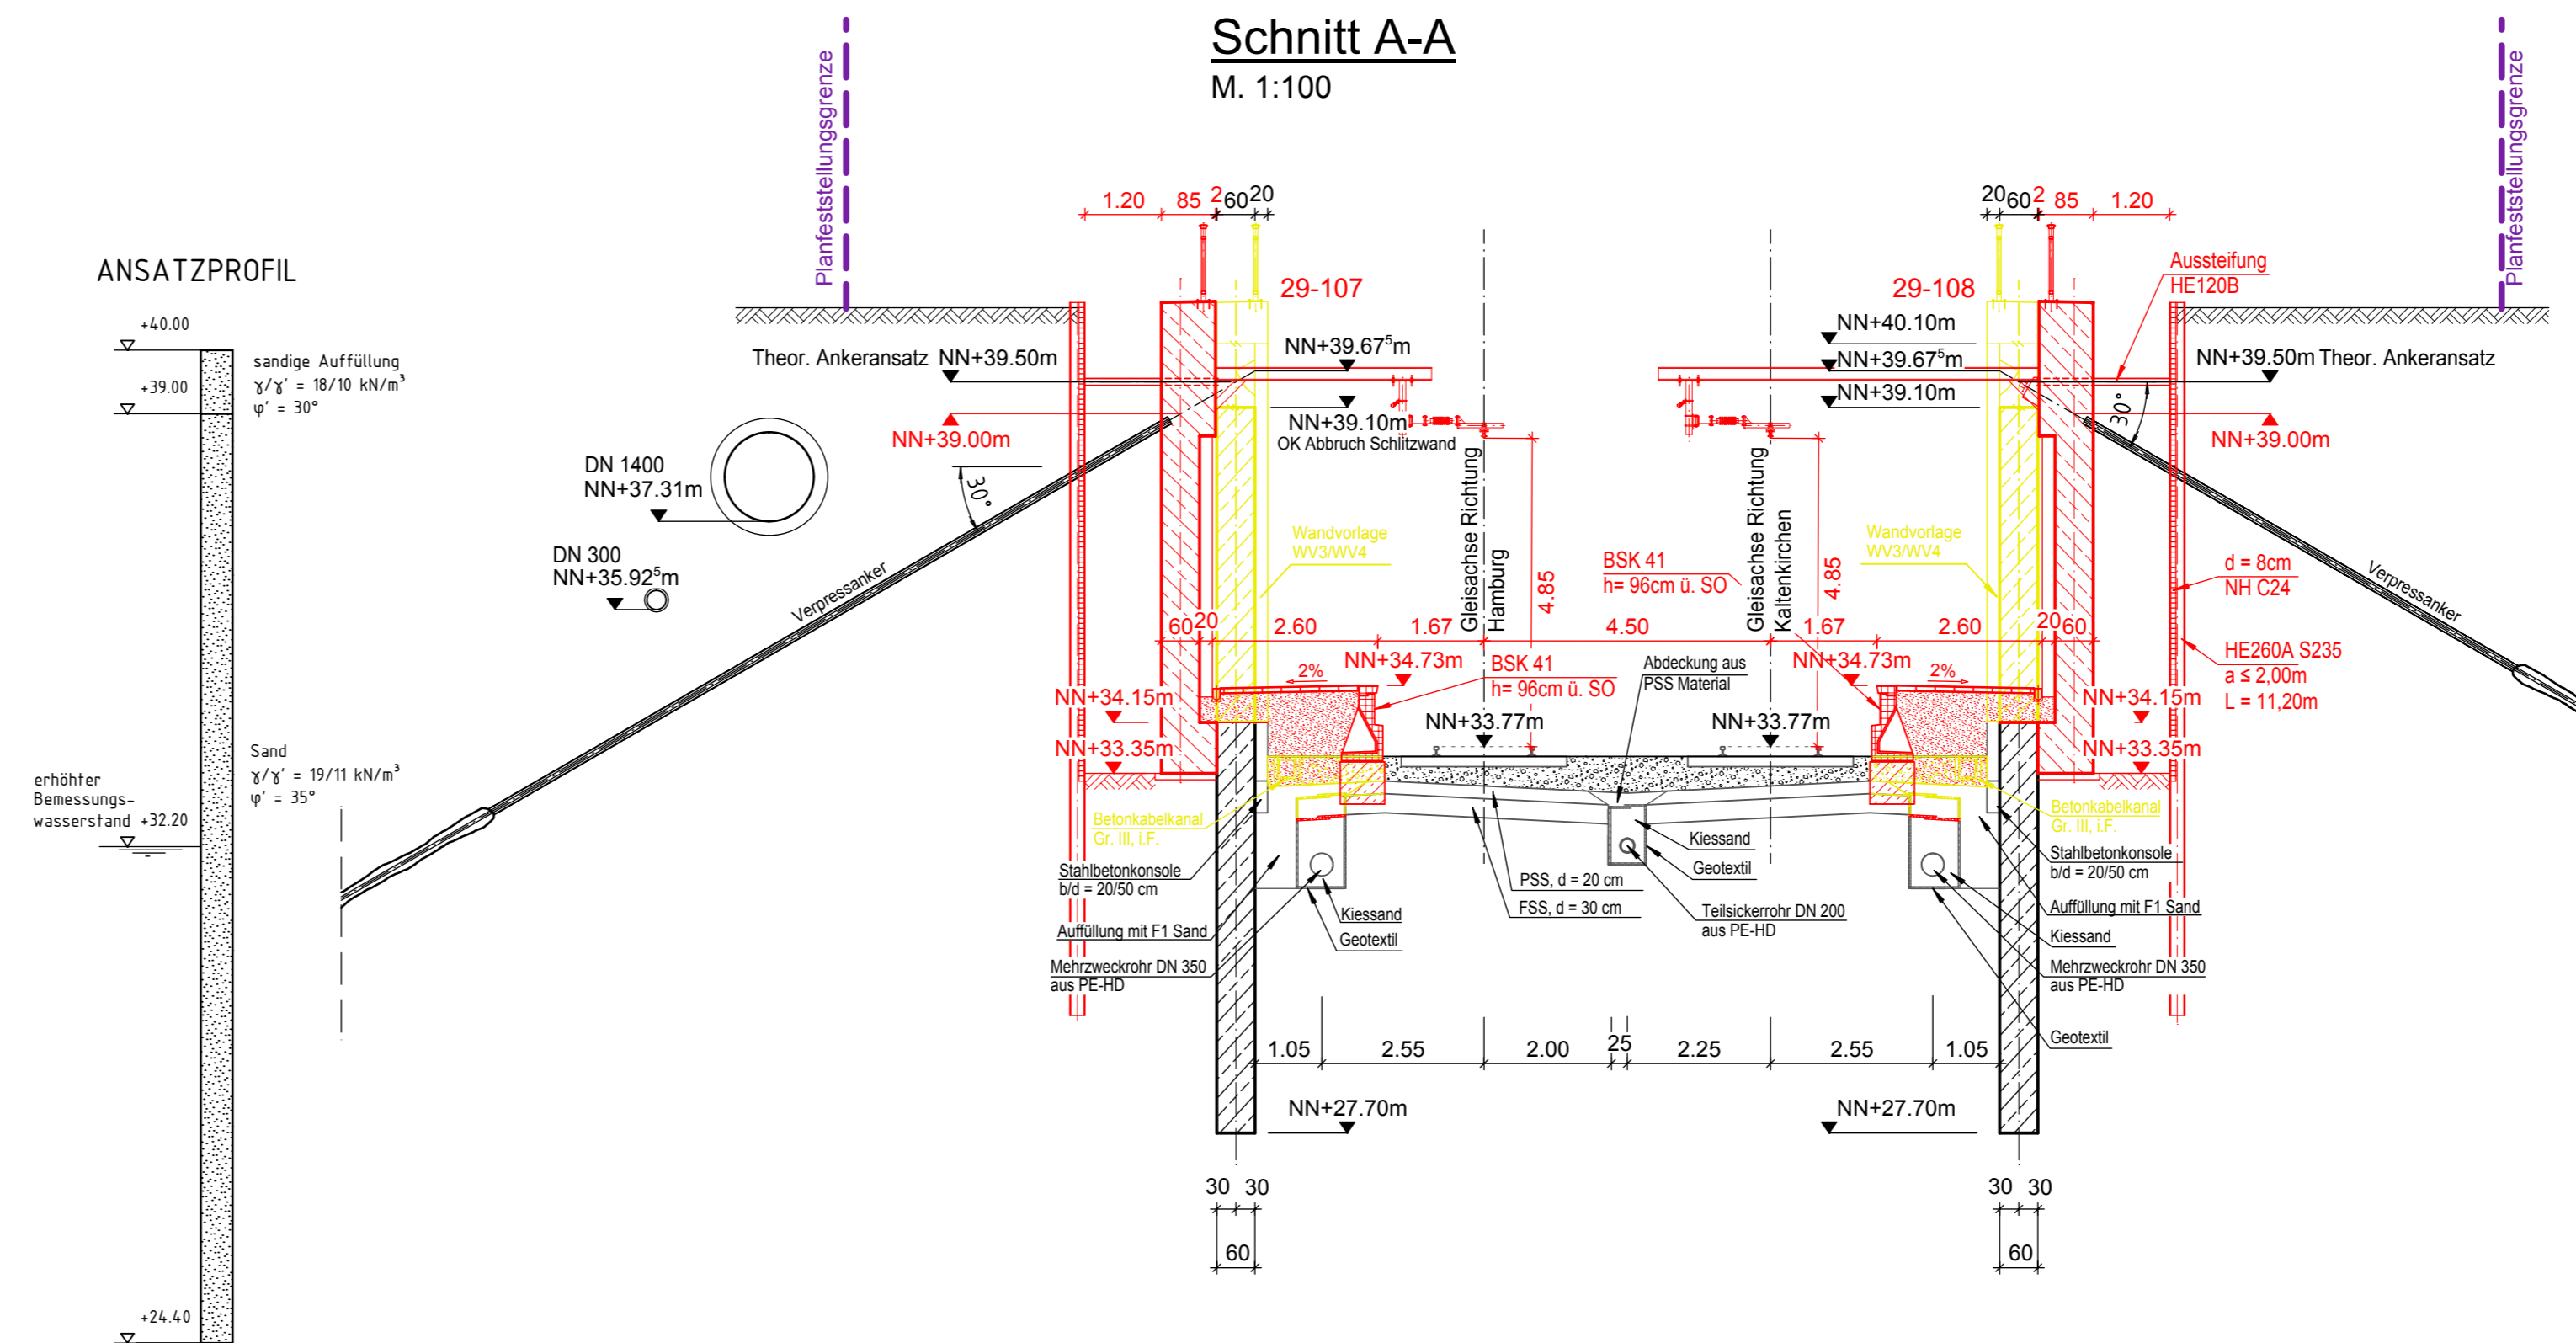 Schnitt A-A
M. 1:100
Planfeststellungsgrenze
Planfeststellungsgrenze
ANSATZPROFIL
+40.00
sandige Auffüllung
γ/γ' = 18/10 kN/m³
φ' = 30°
+39.00
Sand
γ/γ' = 19/11 kN/m³
φ' = 35°
erhöhter
Bemessungs-
wasserstand +32.20
+24.40
1.20 85 2 60 20
20 60 2 85 1.20
29-107
29-108
Aussteifung
HE120B
Theor. Ankeransatz NN+39.50m
NN+39.67⁵m
NN+40.10m
NN+39.67⁵m
NN+39.10m
NN+39.50m Theor. Ankeransatz
NN+39.00m
NN+39.10m
OK Abbruch Schlitzwand
30°
NN+39.00m
DN 1400
NN+37.31m
30°
DN 300
NN+35.92⁵m
Verpressanker
Verpressanker
Wandvorlage
WV3/WV4
Wandvorlage
WV3/WV4
Gleisachse Richtung
Hamburg
Gleisachse Richtung
Kaltenkirchen
4.85
4.85
BSK 41
h= 96cm ü. SO
d = 8cm
NH C24
60 20 2.60 1.67 4.50 1.67 2.60 20 60
HE260A S235
a ≤ 2,00m
L = 11,20m
NN+34.73m
BSK 41
h= 96cm ü. SO
Abdeckung aus
PSS Material
NN+34.73m
2%
2%
NN+34.15m
NN+33.35m
NN+33.77m
NN+33.77m
NN+34.15m
NN+33.35m
Betonkabelkanal
Gr. III, i.F.
Betonkabelkanal
Gr. III, i.F.
Stahlbetonkonsole
b/d = 20/50 cm
Auffüllung mit F1 Sand
Mehrzweckrohr DN 350
aus PE-HD
Kiessand
Geotextil
PSS, d = 20 cm
FSS, d = 30 cm
Kiessand
Geotextil
Teilsickerrohr DN 200
aus PE-HD
Stahlbetonkonsole
b/d = 20/50 cm
Auffüllung mit F1 Sand
Kiessand
Mehrzweckrohr DN 350
aus PE-HD
Geotextil
1.05 2.55 2.00 25 2.25 2.55 1.05
NN+27.70m
NN+27.70m
30 30
60
30 30
60